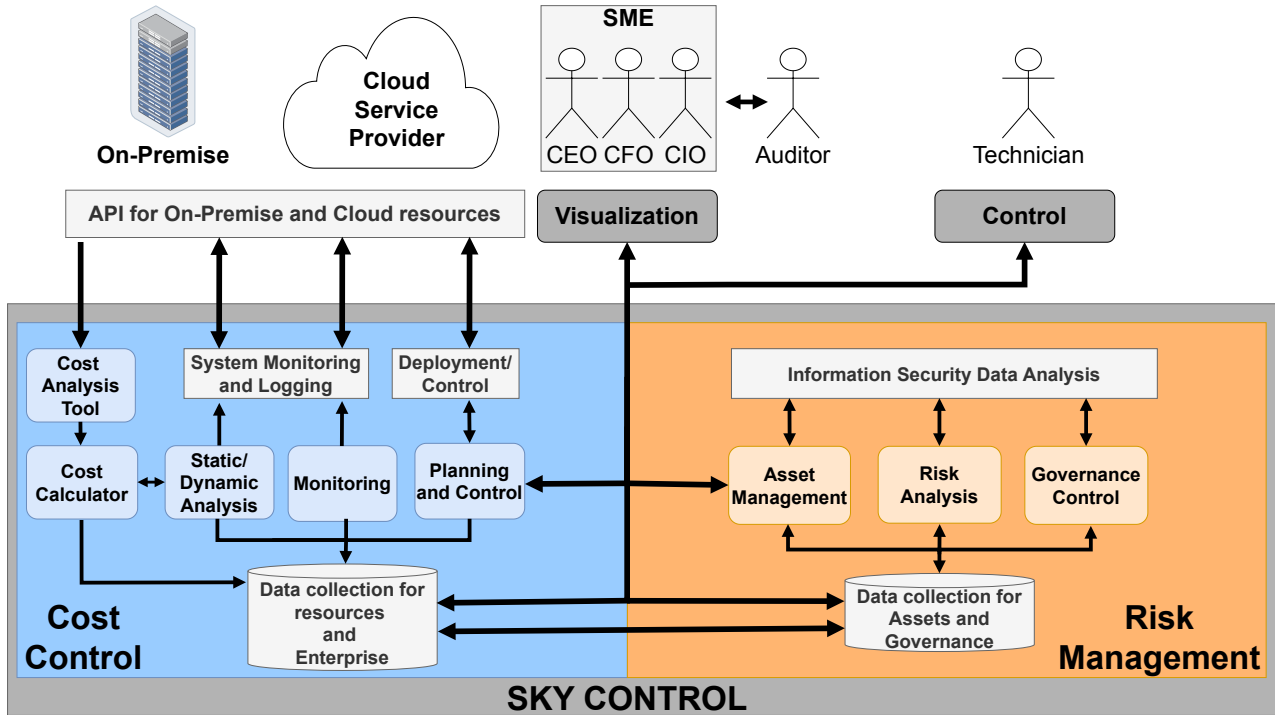 SME
Cloud
Service
Provider
On-Premise
CEO CFO CIO
Auditor
Technician
API for On-Premise and Cloud resources
Visualization
Control
Cost
Analysis
Tool
System Monitoring
and Logging
Deployment/
Control
Information Security Data Analysis
Cost
Calculator
Static/
Dynamic
Analysis
Monitoring
Planning
and Control
Asset
Management
Risk
Analysis
Governance
Control
Data collection for
resources
and
Enterprise
Data collection for
Assets and
Governance
Cost
Control
Risk
Management
SKY CONTROL